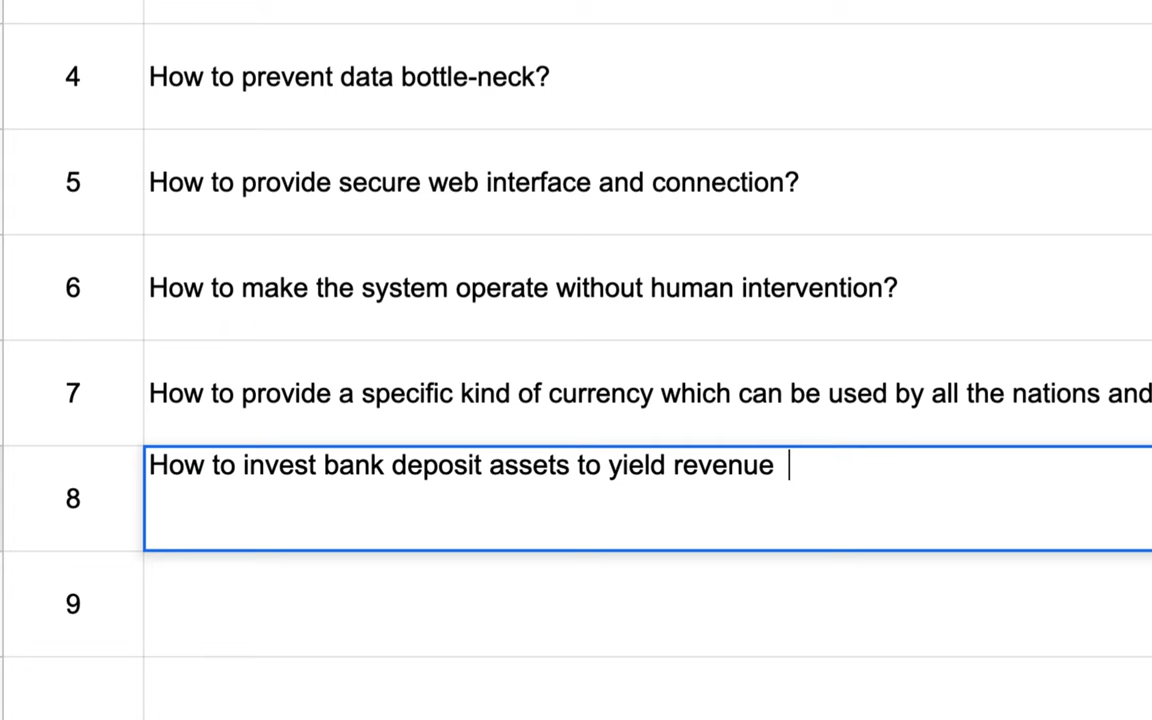 4 How to prevent data bottle-neck?
5 How to provide secure web interface and connection?
6 How to make the system operate without human intervention?
7 How to provide a specific kind of currency which can be used by all the nations and
8 How to invest bank deposit assets to yield revenue
9